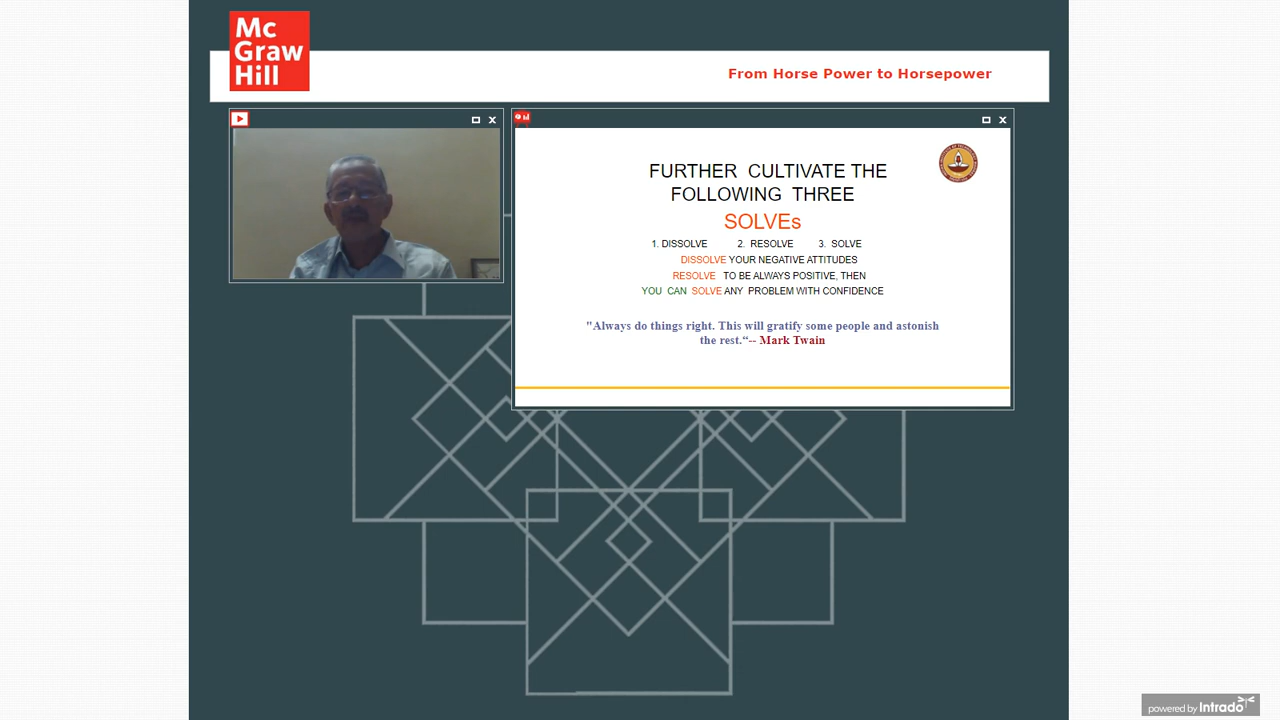 Mc
Graw
Hill
From Horse Power to Horsepower
FURTHER CULTIVATE THE
FOLLOWING THREE
SOLVEs
1. DISSOLVE 2. RESOLVE 3. SOLVE
DISSOLVE YOUR NEGATIVE ATTITUDES
RESOLVE TO BE ALWAYS POSITIVE, THEN
YOU CAN SOLVE ANY PROBLEM WITH CONFIDENCE
"Always do things right. This will gratify some people and astonish
the rest.“-- Mark Twain
powered by Intrado